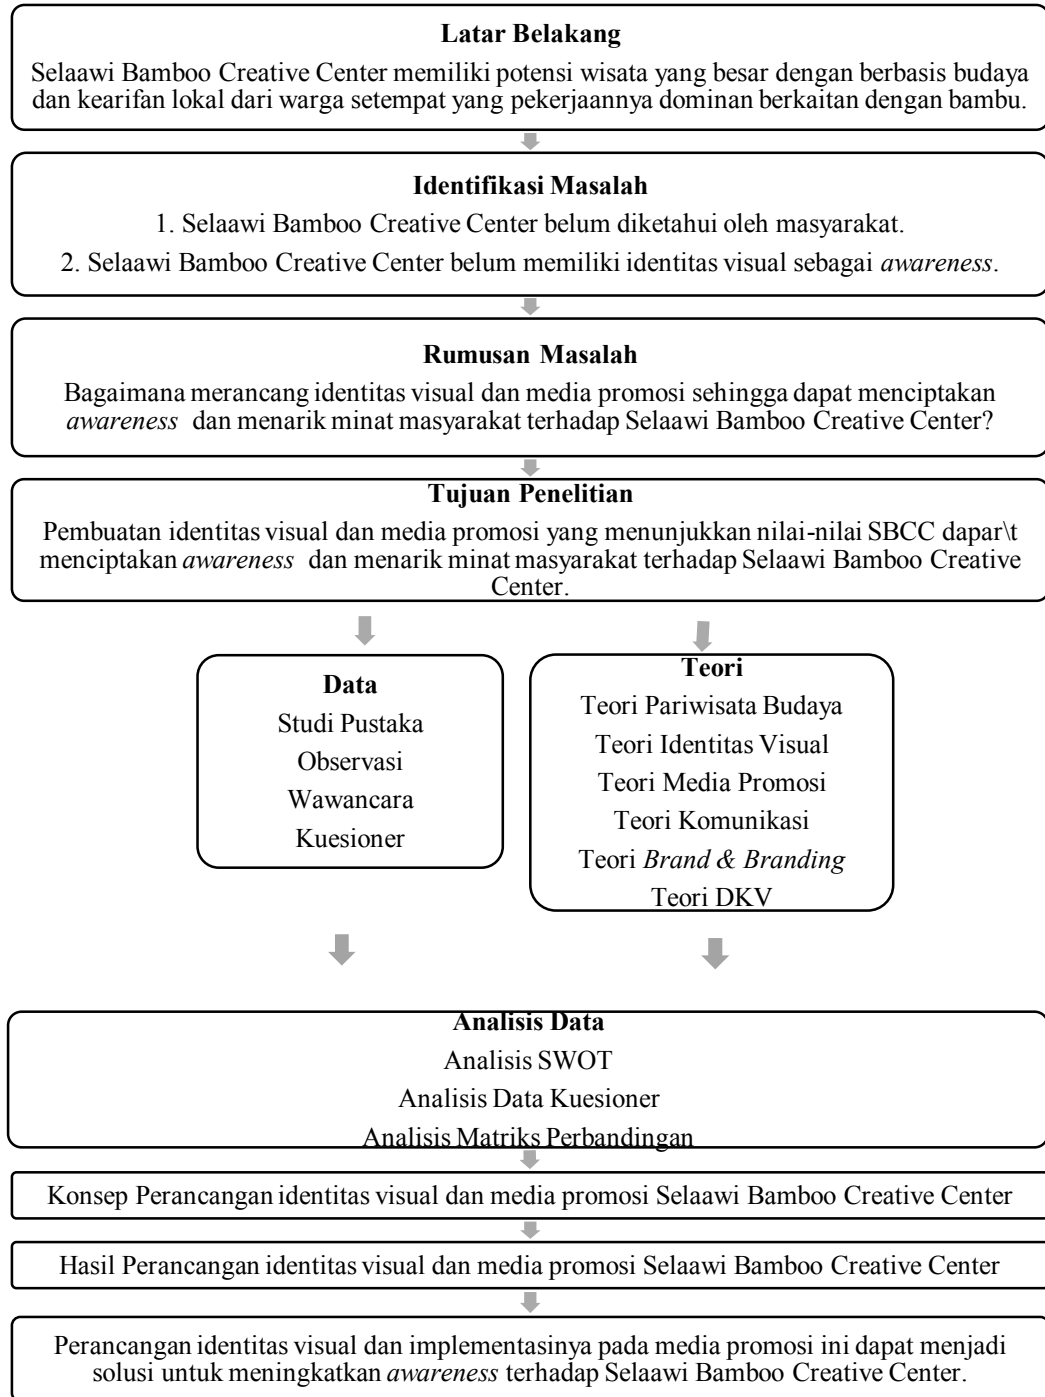 Latar Belakang
Selaawi Bamboo Creative Center memiliki potensi wisata yang besar dengan berbasis budaya
dan kearifan lokal dari warga setempat yang pekerjaannya dominan berkaitan dengan bambu.
Identifikasi Masalah
1. Selaawi Bamboo Creative Center belum diketahui oleh masyarakat.
2. Selaawi Bamboo Creative Center belum memiliki identitas visual sebagai awareness.
Rumusan Masalah
Bagaimana merancang identitas visual dan media promosi sehingga dapat menciptakan
awareness dan menarik minat masyarakat terhadap Selaawi Bamboo Creative Center?
Tujuan Penelitian
Pembuatan identitas visual dan media promosi yang menunjukkan nilai-nilai SBCC dapar\t
menciptakan awareness dan menarik minat masyarakat terhadap Selaawi Bamboo Creative
Center.
Data
Studi Pustaka
Observasi
Wawancara
Kuesioner
Teori
Teori Pariwisata Budaya
Teori Identitas Visual
Teori Media Promosi
Teori Komunikasi
Teori Brand & Branding
Teori DKV
Analisis Data
Analisis SWOT
Analisis Data Kuesioner
Analisis Matriks Perbandingan
Konsep Perancangan identitas visual dan media promosi Selaawi Bamboo Creative Center
Hasil Perancangan identitas visual dan media promosi Selaawi Bamboo Creative Center
Perancangan identitas visual dan implementasinya pada media promosi ini dapat menjadi
solusi untuk meningkatkan awareness terhadap Selaawi Bamboo Creative Center.